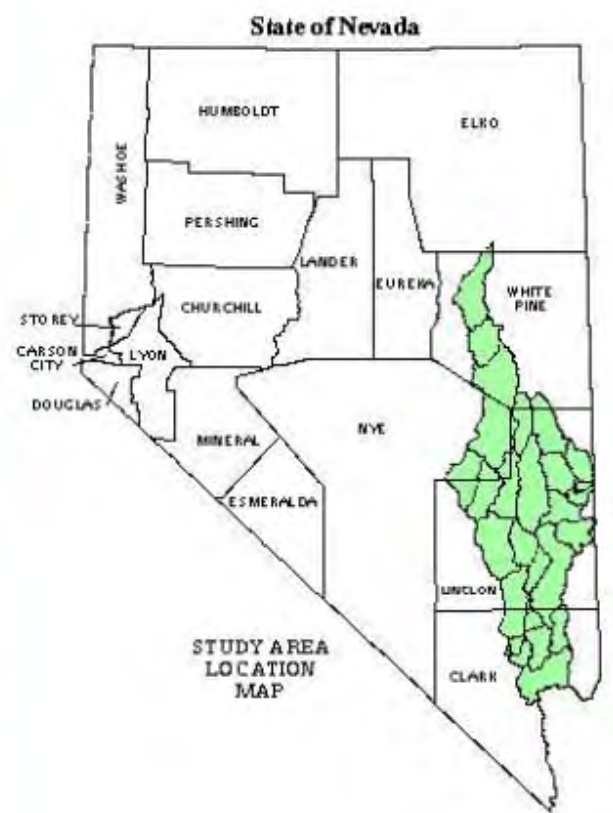 State of Nevada
HUMBOLDT
ELKO
WASHOE
PERSHING
LANDER
EUREKA
WHITE
PINE
STOREY
CHURCHILL
CARSON
CITY
LYON
DOUGLAS
MINERAL
NYE
ESMERALDA
LINCLON
STUDY AREA
LOCATION
MAP
CLARK